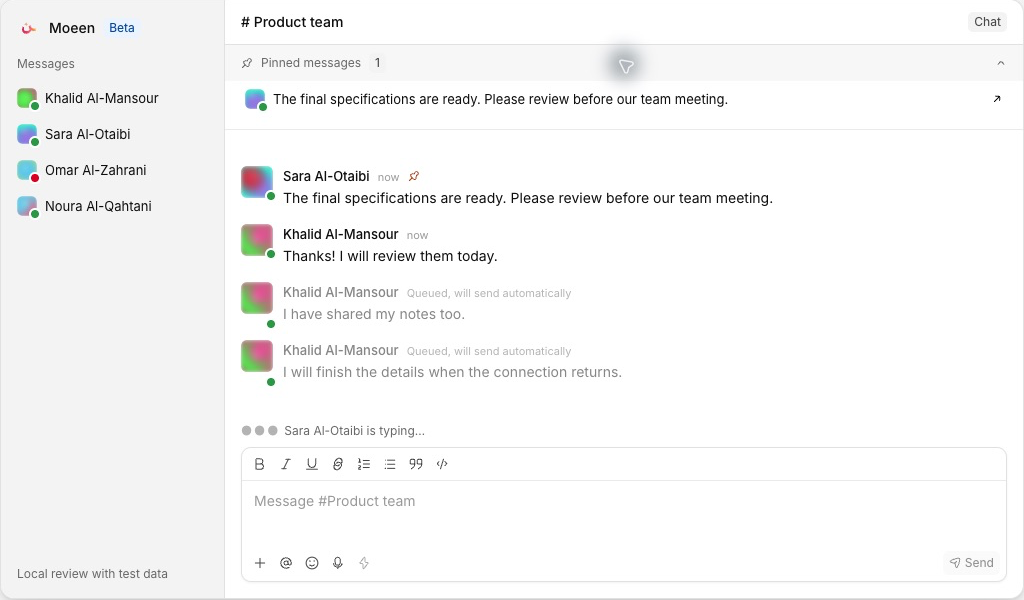 Moeen Beta
Messages
Khalid Al-Mansour
Sara Al-Otaibi
Omar Al-Zahrani
Noura Al-Qahtani
Local review with test data
# Product team
Chat
Pinned messages 1
The final specifications are ready. Please review before our team meeting.
Sara Al-Otaibi now
The final specifications are ready. Please review before our team meeting.
Khalid Al-Mansour now
Thanks! I will review them today.
Khalid Al-Mansour Queued, will send automatically
I have shared my notes too.
Khalid Al-Mansour Queued, will send automatically
I will finish the details when the connection returns.
Sara Al-Otaibi is typing...
Message #Product team
Send